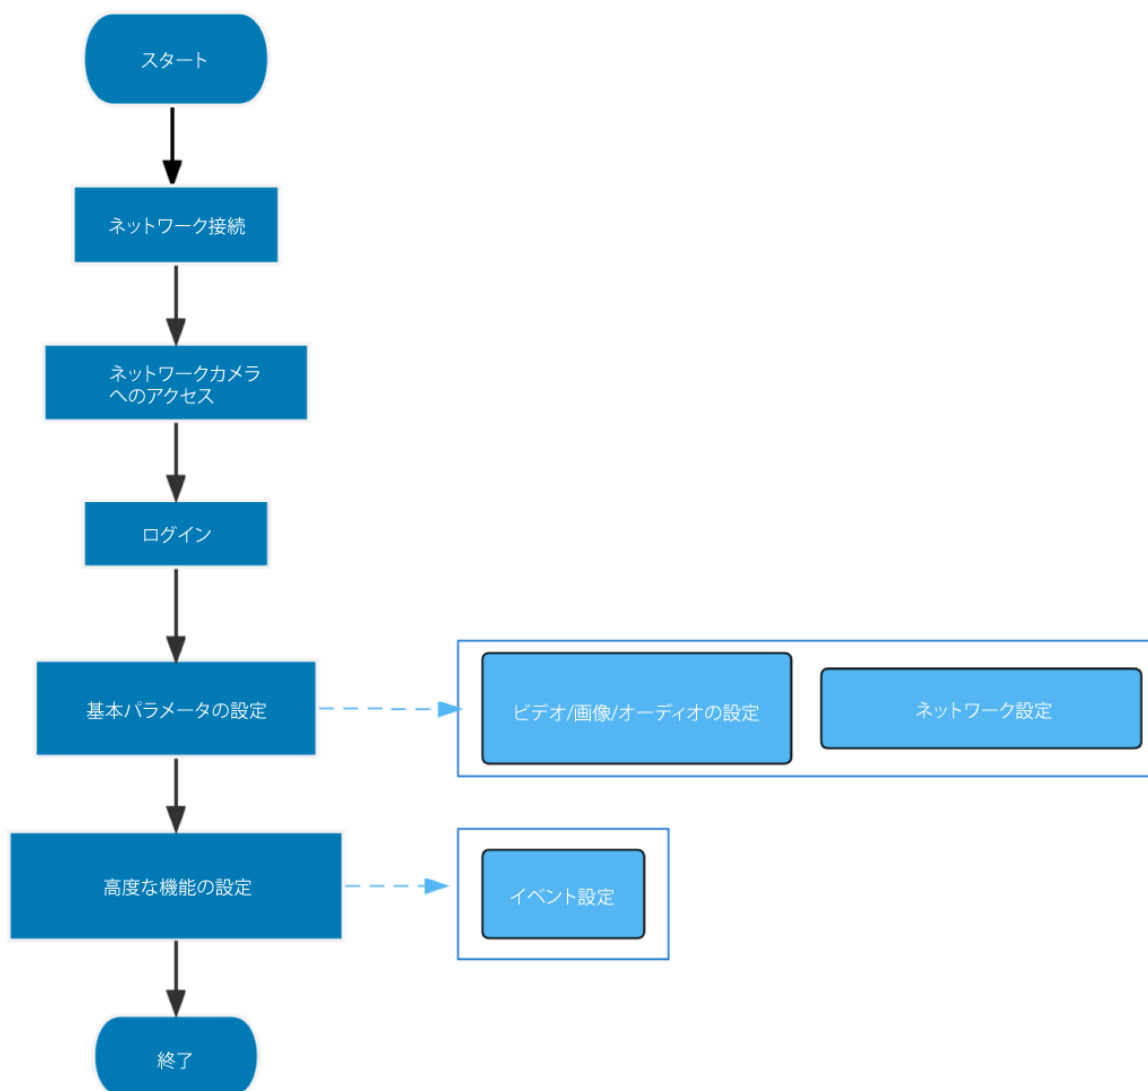 スタート
ネットワーク接続
ネットワークカメラ
へのアクセス
ログイン
基本パラメータの設定
ビデオ/画像/オーディオの設定
ネットワーク設定
高度な機能の設定
イベント設定
終了